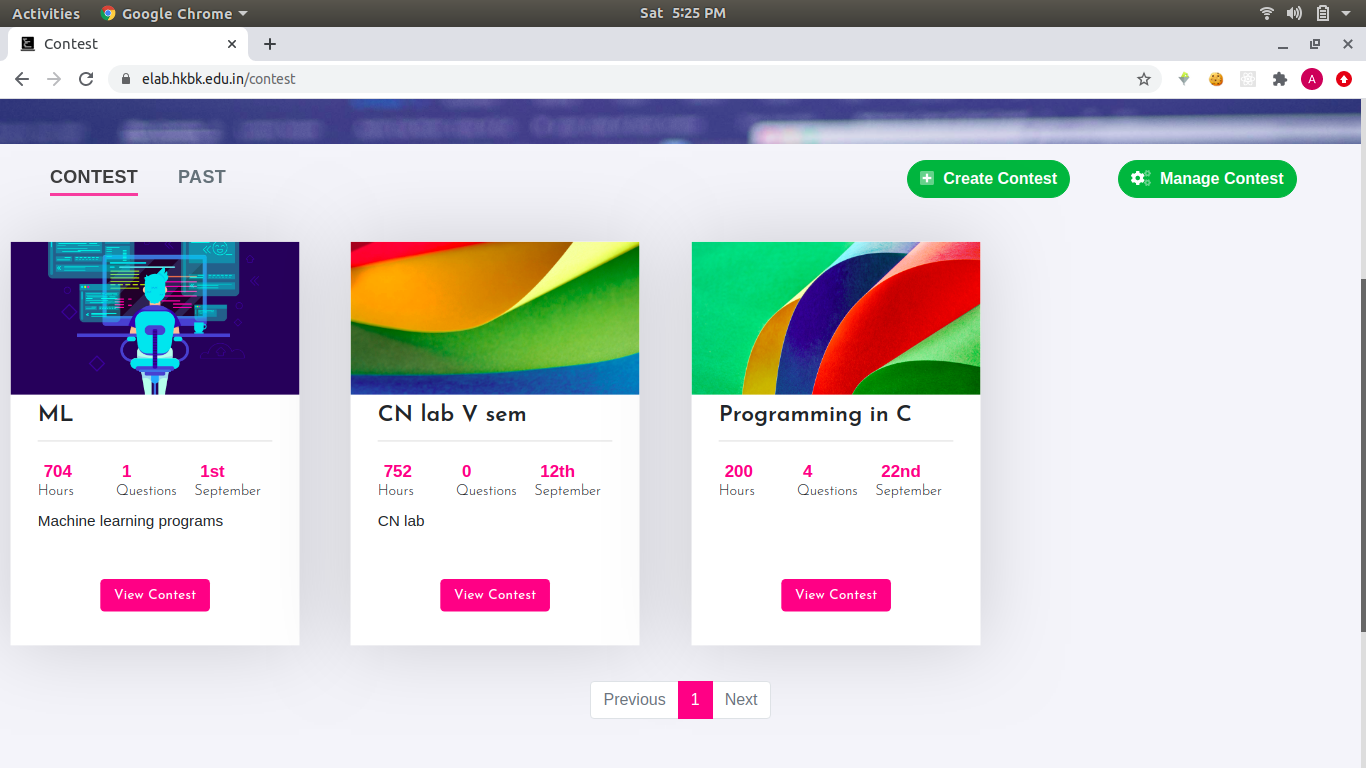 Activities Google Chrome Sat 5:25 PM
Contest
elab.hkbk.edu.in/contest A
CONTEST PAST Create Contest Manage Contest
ML CN lab V sem Programming in C
704 1 1st 752 0 12th 200 4 22nd
Hours Questions September Hours Questions September Hours Questions September
Machine learning programs CN lab
View Contest View Contest View Contest
Previous 1 Next